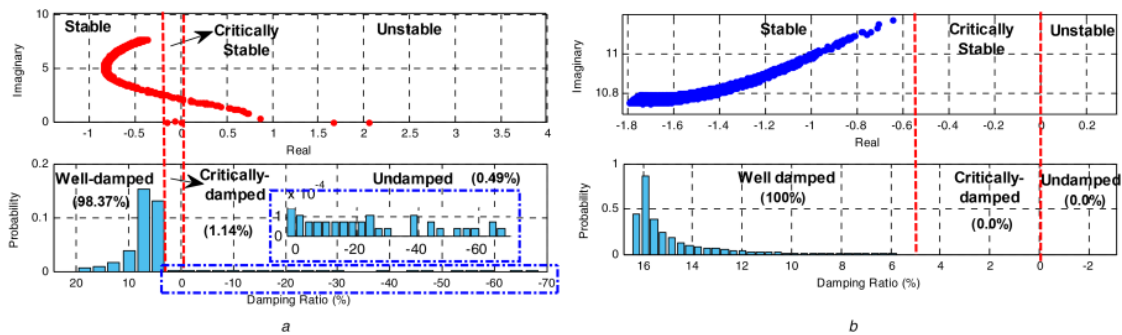 Stable
Critically
Stable
Unstable
Imaginary
10
5
0
-1 -0.5 0 0.5 1 1.5 2 2.5 3 3.5 4
Real
Well-damped
(98.37%)
Critically-
damped
(1.14%)
Undamped (0.49%)
x 10^-4
1
0
0 -20 -40 -60
Probability
0.2
0.1
0
20 10 0 -10 -20 -30 -40 -50 -60 -70
Damping Ratio (%)
a
Stable
Critically
Stable
Unstable
Imaginary
11
10.8
-1.8 -1.6 -1.4 -1.2 -1 -0.8 -0.6 -0.4 -0.2 0 0.2
Real
Well damped
(100%)
Critically-
damped
(0.0%)
Undamped
(0.0%)
Probability
1
0.5
0
16 14 12 10 8 6 4 2 0 -2
Damping Ratio (%)
b